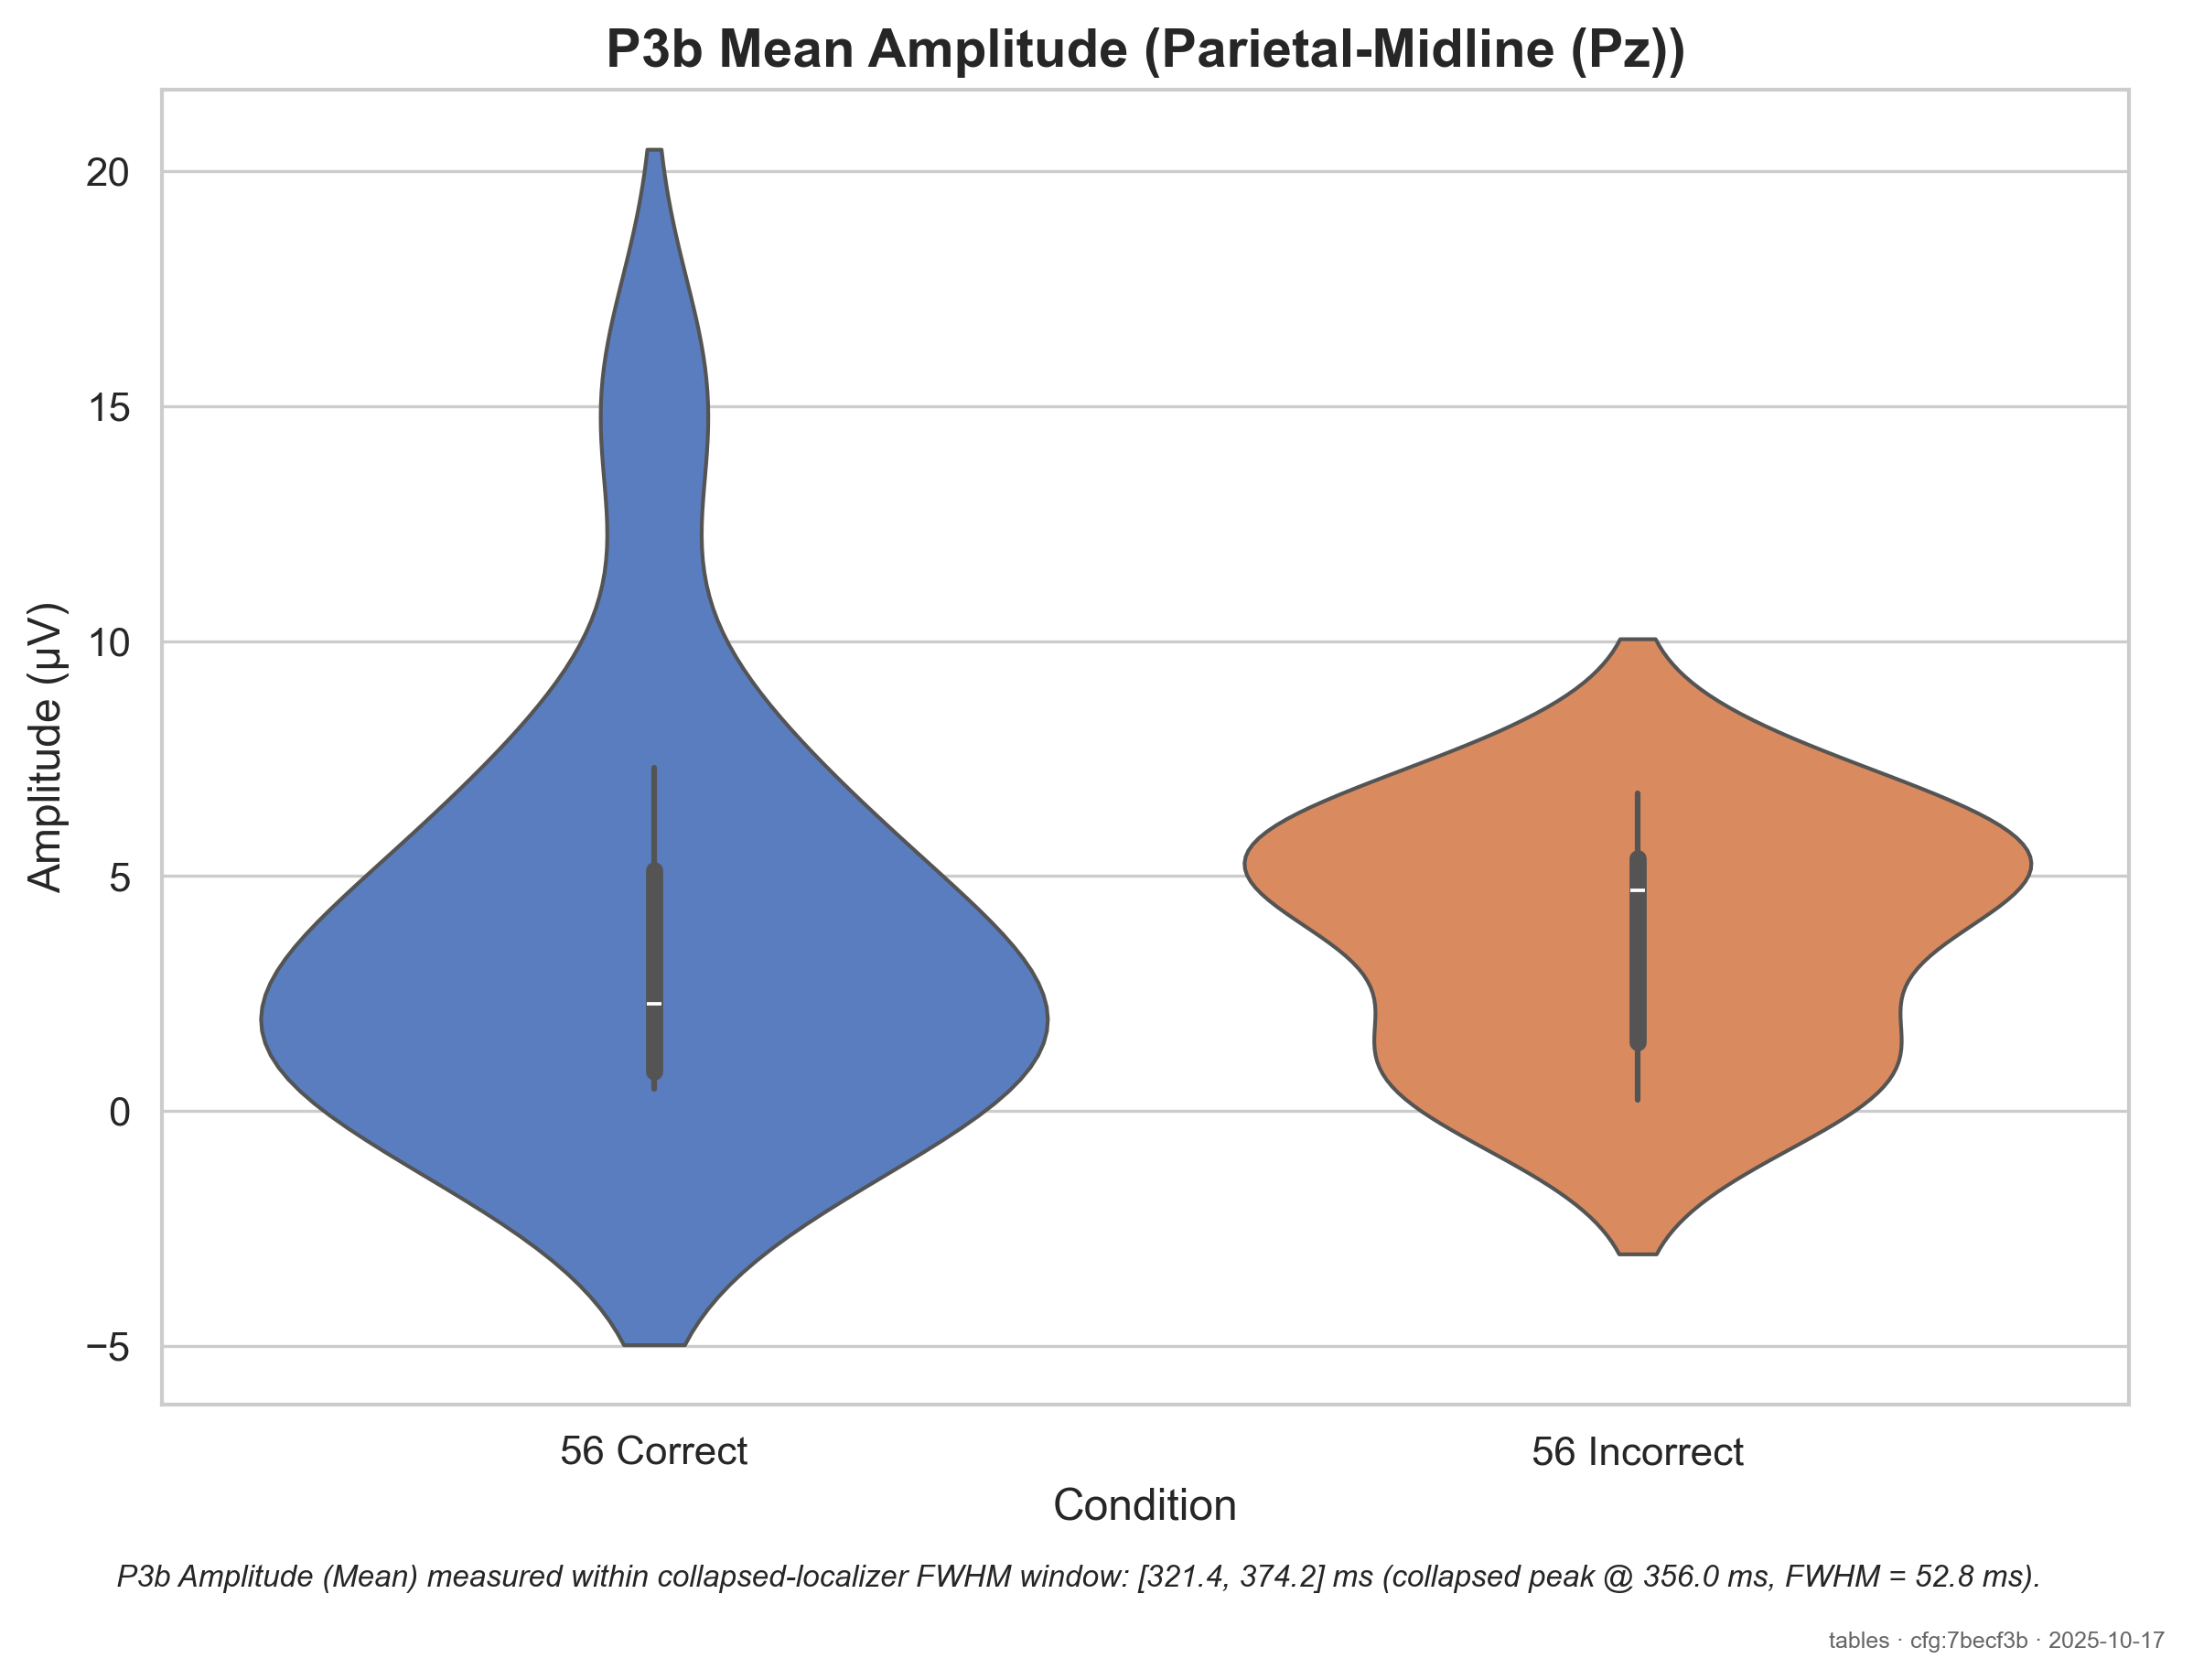 P3b Mean Amplitude (Parietal-Midline (Pz))
Amplitude (µV)
20
15
10
5
0
−5
56 Correct
56 Incorrect
Condition
P3b Amplitude (Mean) measured within collapsed-localizer FWHM window: [321.4, 374.2] ms (collapsed peak @ 356.0 ms, FWHM = 52.8 ms).
tables · cfg:7becf3b · 2025-10-17